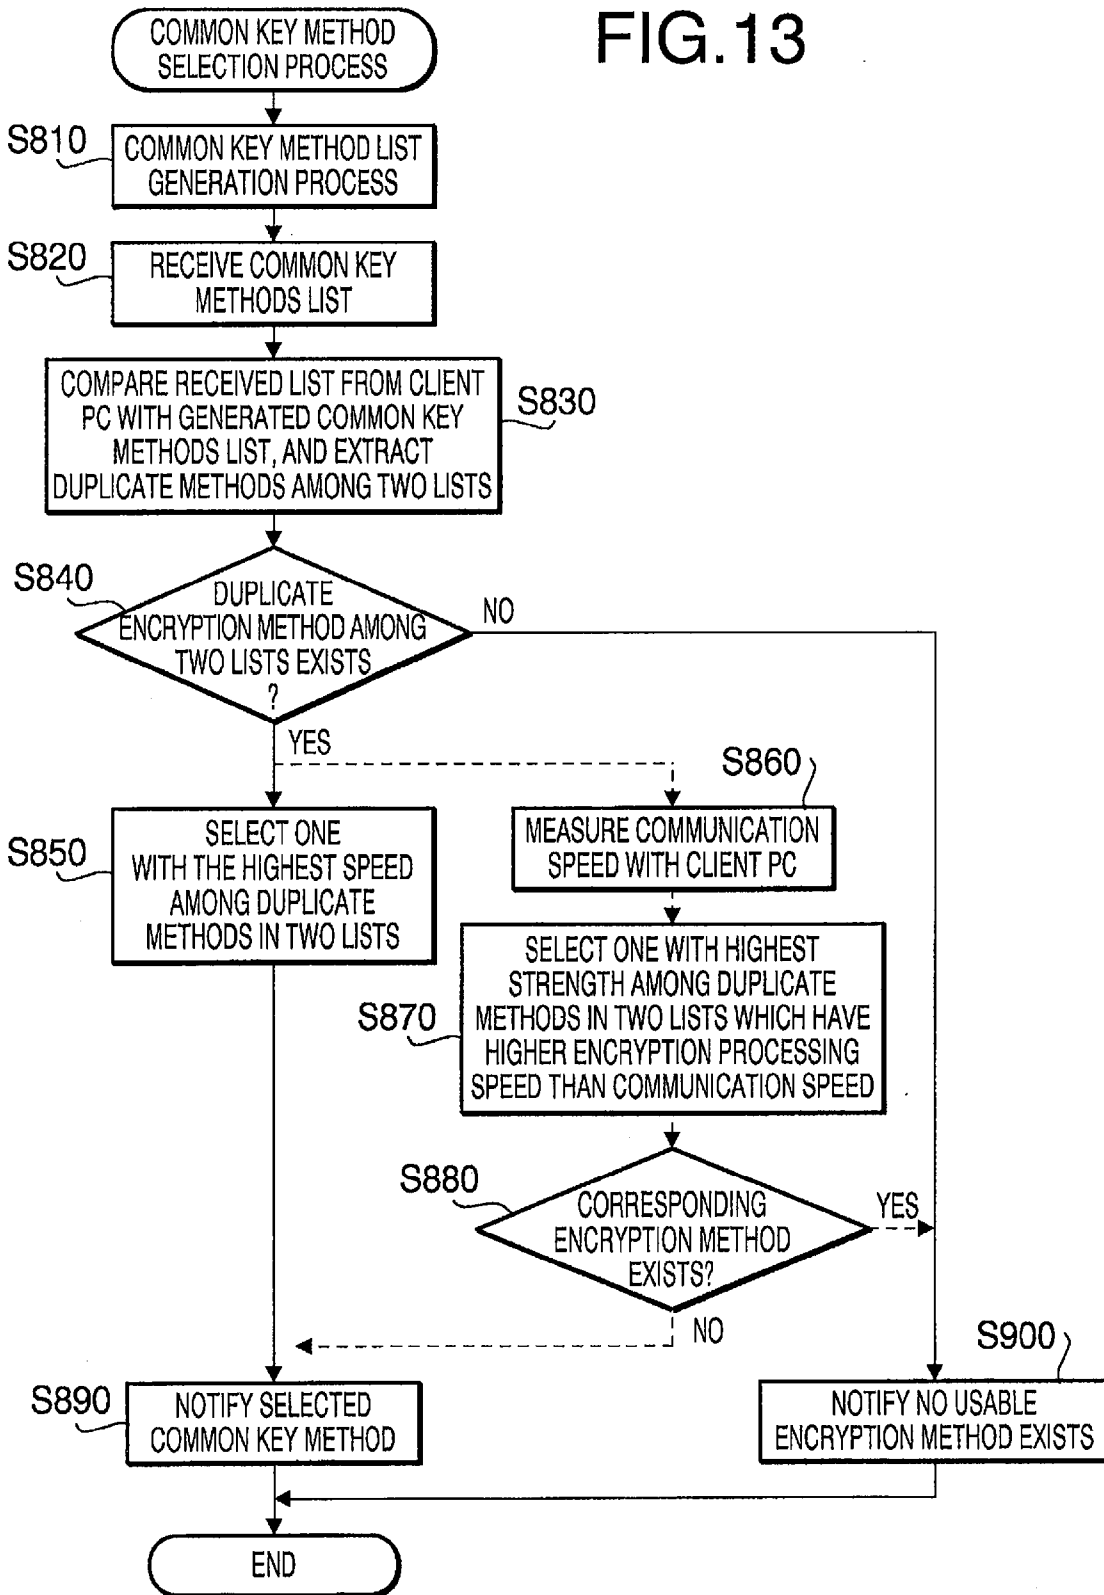 FIG.13
COMMON KEY METHOD
SELECTION PROCESS
S810
COMMON KEY METHOD LIST
GENERATION PROCESS
S820
RECEIVE COMMON KEY
METHODS LIST
COMPARE RECEIVED LIST FROM CLIENT
PC WITH GENERATED COMMON KEY
METHODS LIST, AND EXTRACT
DUPLICATE METHODS AMONG TWO LISTS
S830
S840
DUPLICATE
ENCRYPTION METHOD AMONG
TWO LISTS EXISTS
?
NO
YES
S850
SELECT ONE
WITH THE HIGHEST SPEED
AMONG DUPLICATE
METHODS IN TWO LISTS
S860
MEASURE COMMUNICATION
SPEED WITH CLIENT PC
S870
SELECT ONE WITH HIGHEST
STRENGTH AMONG DUPLICATE
METHODS IN TWO LISTS WHICH HAVE
HIGHER ENCRYPTION PROCESSING
SPEED THAN COMMUNICATION SPEED
S880
CORRESPONDING
ENCRYPTION METHOD
EXISTS?
YES
NO
S890
NOTIFY SELECTED
COMMON KEY METHOD
S900
NOTIFY NO USABLE
ENCRYPTION METHOD EXISTS
END